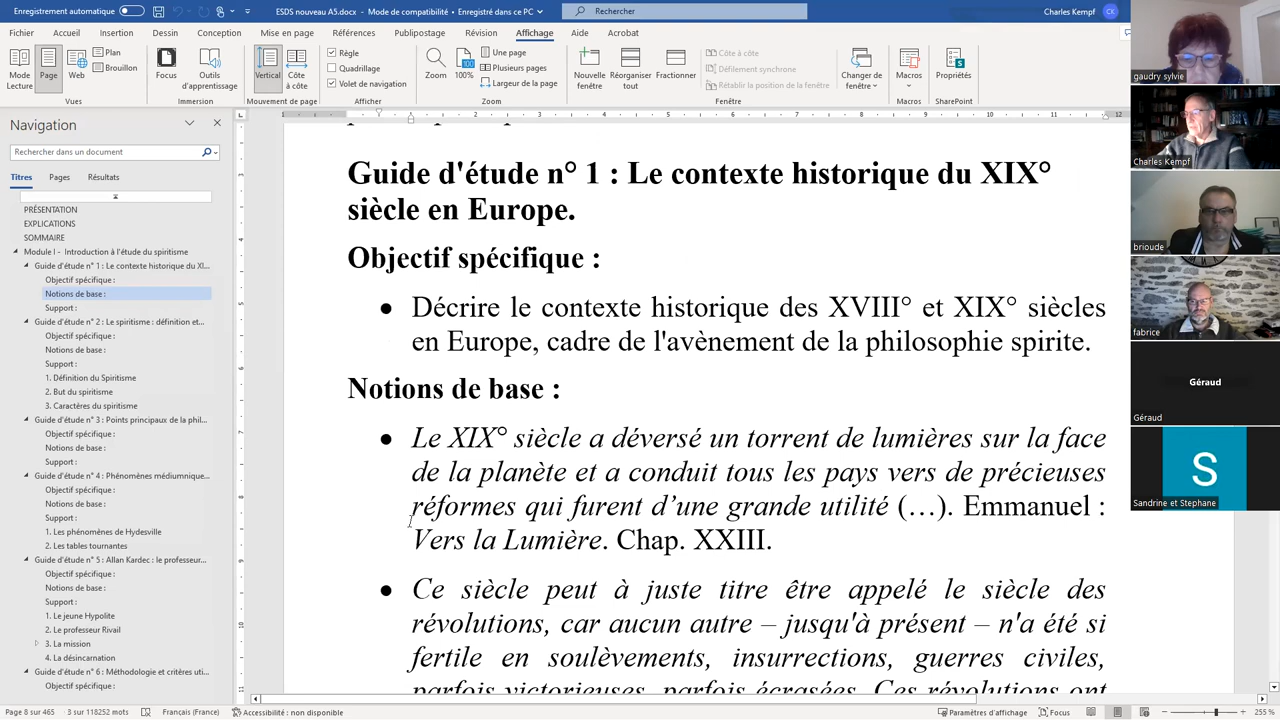 Enregistrement automatique
ESDS nouveau A5.docx • Mode de compatibilité • Enregistré dans ce PC
Rechercher
Charles Kempf
CK
Fichier Accueil Insertion Dessin Conception Mise en page Références Publipostage Révision Affichage Aide Acrobat
Mode Lecture
Page
Web
Plan
Brouillon
Vues
Focus
Outils d'apprentissage
Immersion
Vertical
Côte à côte
Mouvement de page
Règle
Quadrillage
Volet de navigation
Afficher
Zoom
100%
Une page
Plusieurs pages
Largeur de la page
Zoom
Nouvelle fenêtre
Réorganiser tout
Fractionner
Côte à côte
Défilement synchrone
Rétablir la position de la fenêtre
Fenêtre
Changer de fenêtre
Macros
Macros
Propriétés
SharePoint
Navigation
Rechercher dans un document
Titres Pages Résultats
PRÉSENTATION
EXPLICATIONS
SOMMAIRE
Module I - Introduction à l'étude du spiritisme
Guide d'étude n° 1 : Le contexte historique du XI...
Objectif spécifique :
Notions de base :
Support :
Guide d'étude n° 2 : Le spiritisme : définition et...
Objectif spécifique :
Notions de base :
Support :
1. Définition du Spiritisme
2. But du spiritisme
3. Caractères du spiritisme
Guide d'étude n° 3 : Points principaux de la phil...
Objectif spécifique :
Notions de base :
Support :
Guide d'étude n° 4 : Phénomènes médiumnique...
Objectif spécifique :
Notions de base :
Support :
1. Les phénomènes de Hydesville
2. Les tables tournantes
Guide d'étude n° 5 : Allan Kardec : le professeur...
Objectif spécifique :
Notions de base :
Support :
1. Le jeune Hypolite
2. Le professeur Rivail
3. La mission
4. La désincarnation
Guide d'étude n° 6 : Méthodologie et critères uti...
Objectif spécifique :
Guide d'étude n° 1 : Le contexte historique du XIX°
siècle en Europe.
Objectif spécifique :
• Décrire le contexte historique des XVIII° et XIX° siècles
en Europe, cadre de l'avènement de la philosophie spirite.
Notions de base :
• Le XIX° siècle a déversé un torrent de lumières sur la face
de la planète et a conduit tous les pays vers de précieuses
réformes qui furent d’une grande utilité (…). Emmanuel :
Vers la Lumière. Chap. XXIII.
• Ce siècle peut à juste titre être appelé le siècle des
révolutions, car aucun autre – jusqu'à présent – n'a été si
fertile en soulèvements, insurrections, guerres civiles,
parfois victorieuses, parfois écrasées. Ces révolutions ont
gaudry sylvie
Charles Kempf
brioude
fabrice
Géraud
Géraud
S
Sandrine et Stephane
Page 8 sur 465 8 sur 118252 mots Français (France) Accessibilité : non disponible
Paramètres d'affichage Focus 255 %